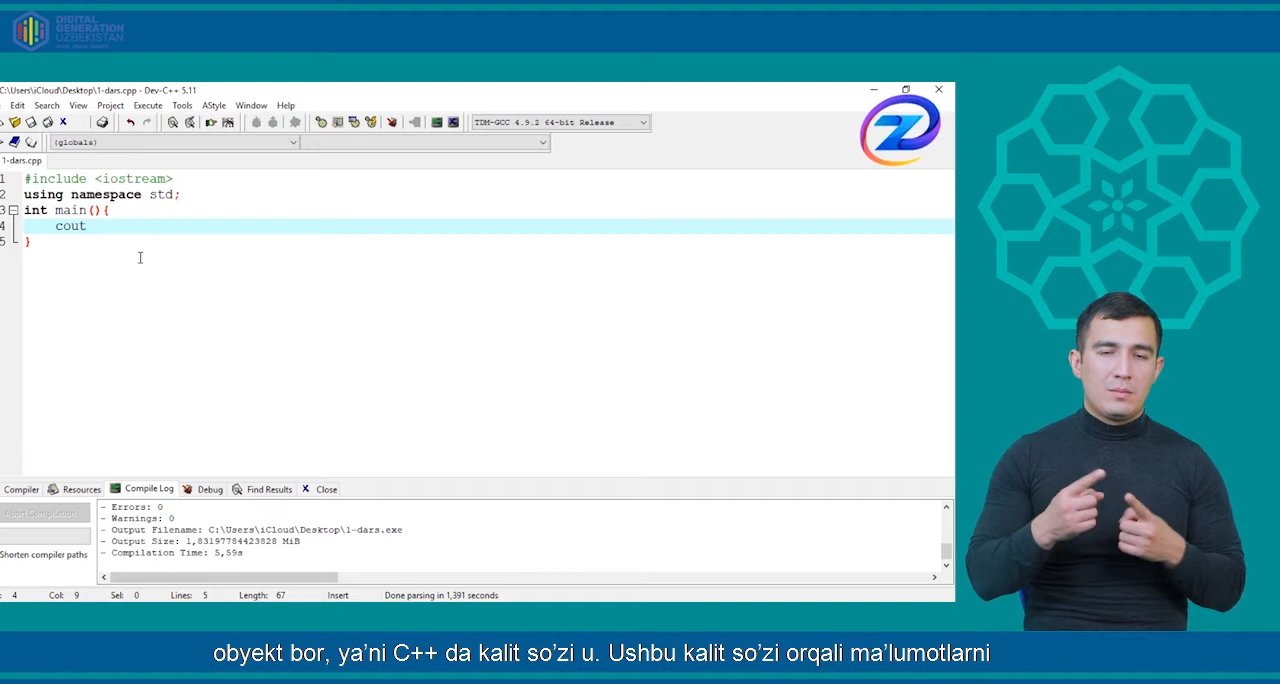 DIGITAL
GENERATION
UZBEKISTAN
C:\Users\iCloud\Desktop\1-dars.cpp - Dev-C++ 5.11
Edit Search View Project Execute Tools AStyle Window Help
TDM-GCC 4.9.2 64-bit Release
(globals)
1-dars.cpp
1 #include <iostream>
2 using namespace std;
3 int main(){
4 cout
5 }
Compiler Resources Compile Log Debug Find Results Close
Abort Compilation
Shorten compiler paths
- Errors: 0
- Warnings: 0
- Output Filename: C:\Users\iCloud\Desktop\1-dars.exe
- Output Size: 1,83197784423828 MiB
- Compilation Time: 5,59s
: 4 Col: 9 Sel: 0 Lines: 5 Length: 67 Insert Done parsing in 1,391 seconds
obyekt bor, ya’ni C++ da kalit so’zi u. Ushbu kalit so’zi orqali ma’lumotlarni